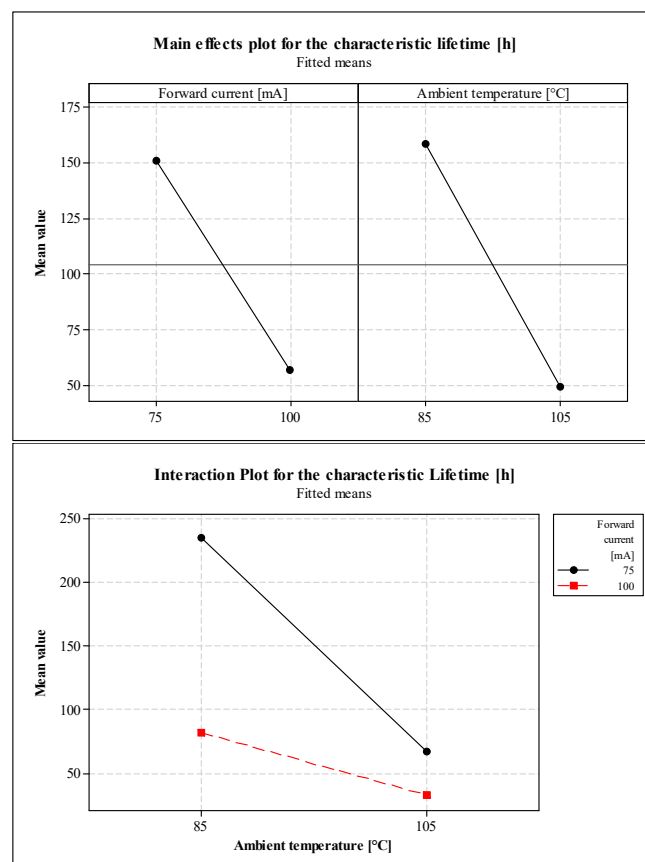 Main effects plot for the characteristic lifetime [h]
Fitted means
Forward current [mA]
Ambient temperature [°C]
175
150
125
100
75
50
Mean value
75
100
85
105
Interaction Plot for the characteristic Lifetime [h]
Fitted means
250
200
150
100
50
Mean value
85
105
Ambient temperature [°C]
Forward
current
[mA]
75
100